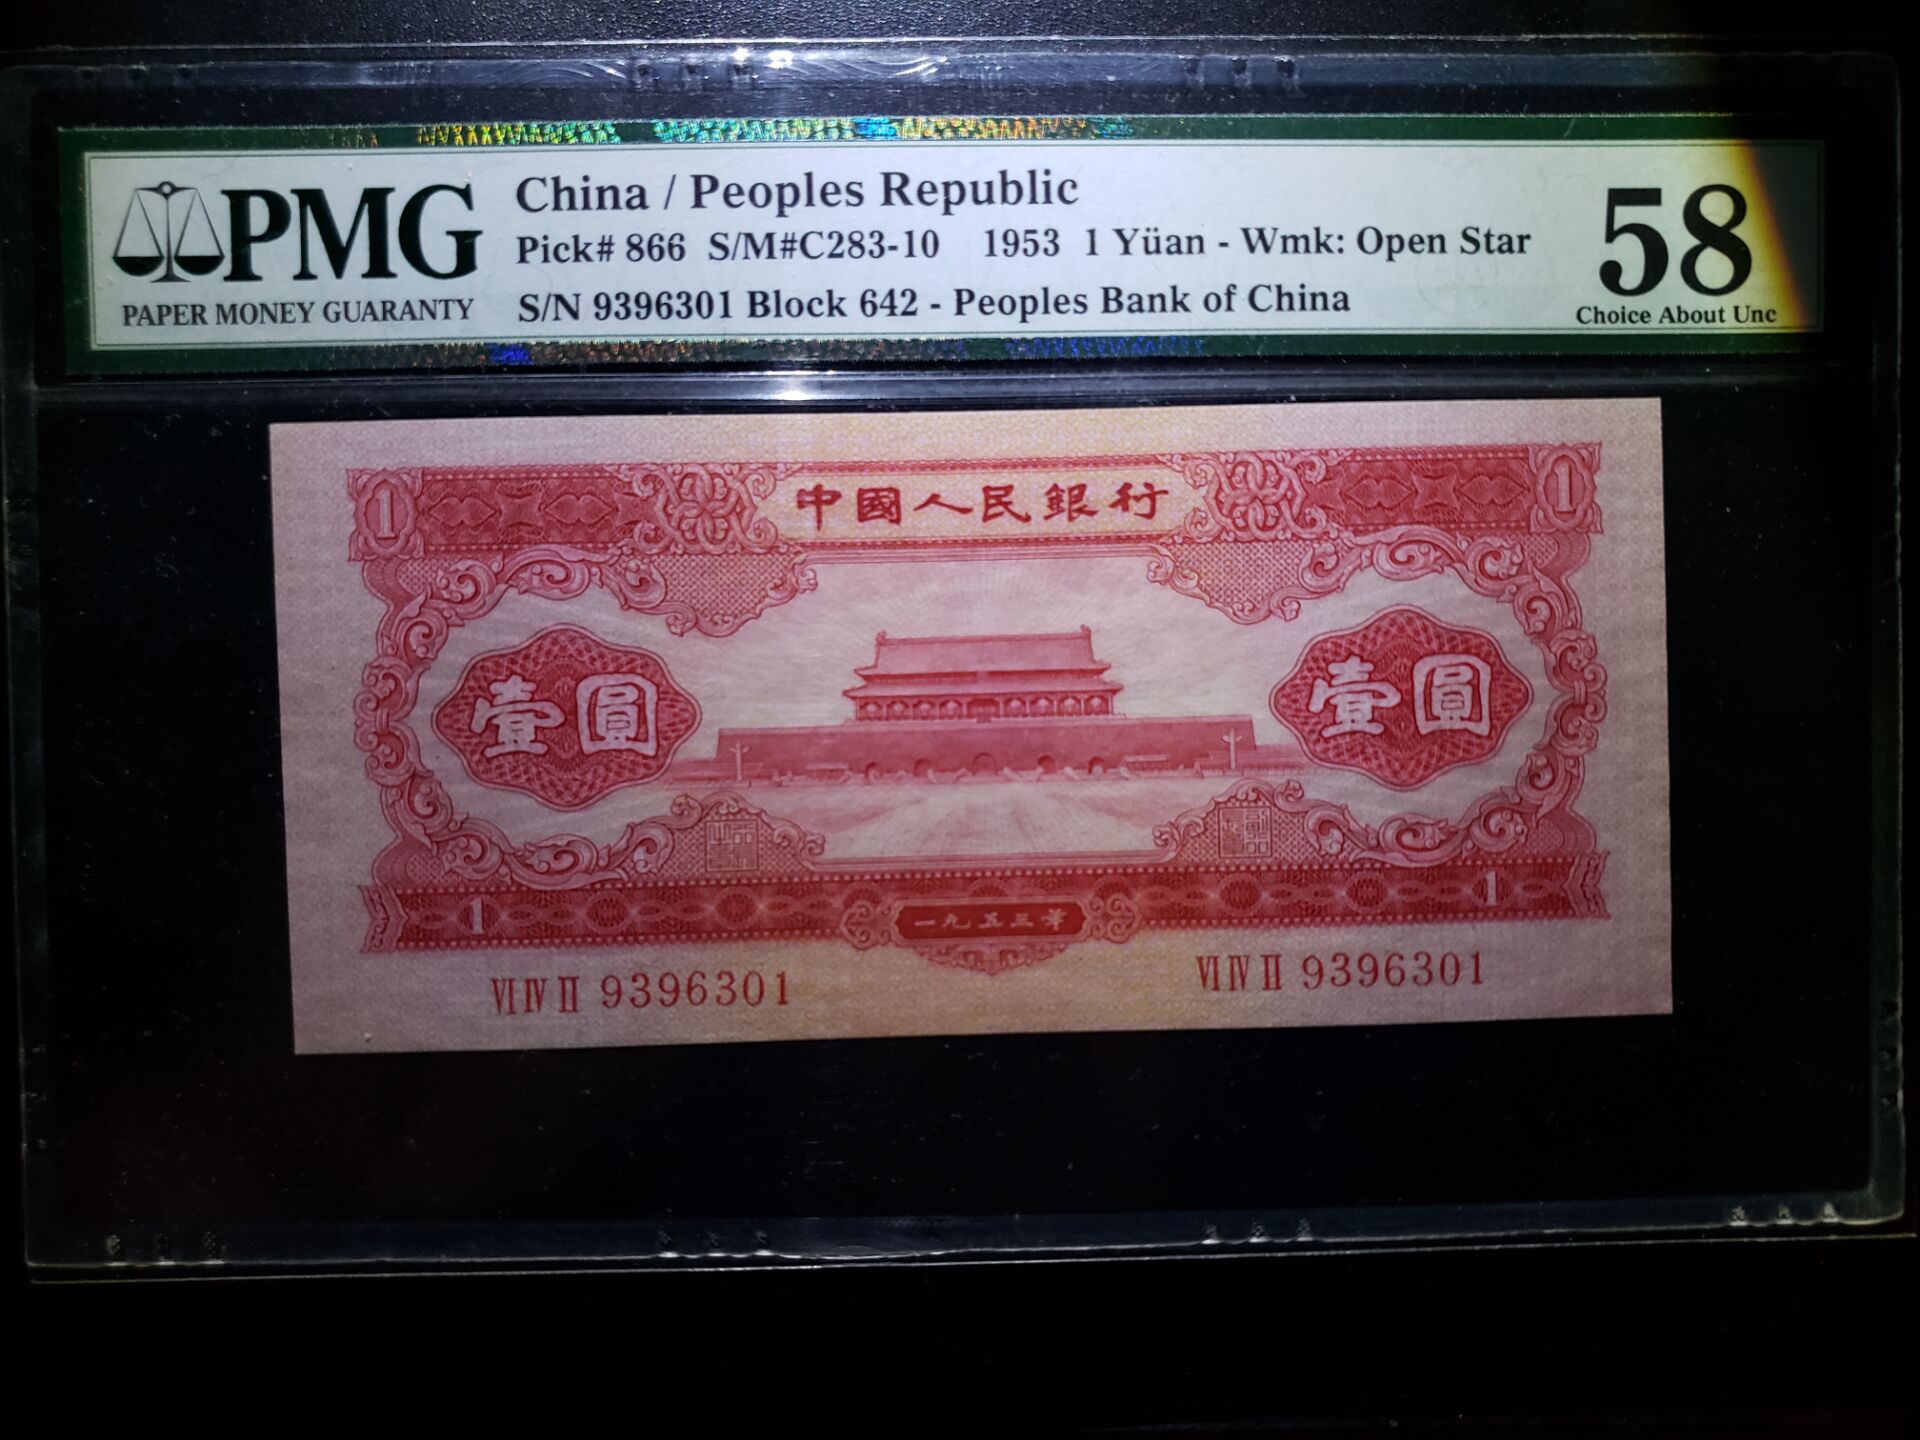 PMG
PAPER MONEY GUARANTY
China / Peoples Republic
Pick# 866 S/M#C283-10 1953 1 Yüan - Wmk: Open Star
S/N 9396301 Block 642 - Peoples Bank of China
58
Choice About Unc
1 中國人民銀行 1
壹圓 壹圓
1 一九五三年 1
VI IV II 9396301 VI IV II 9396301